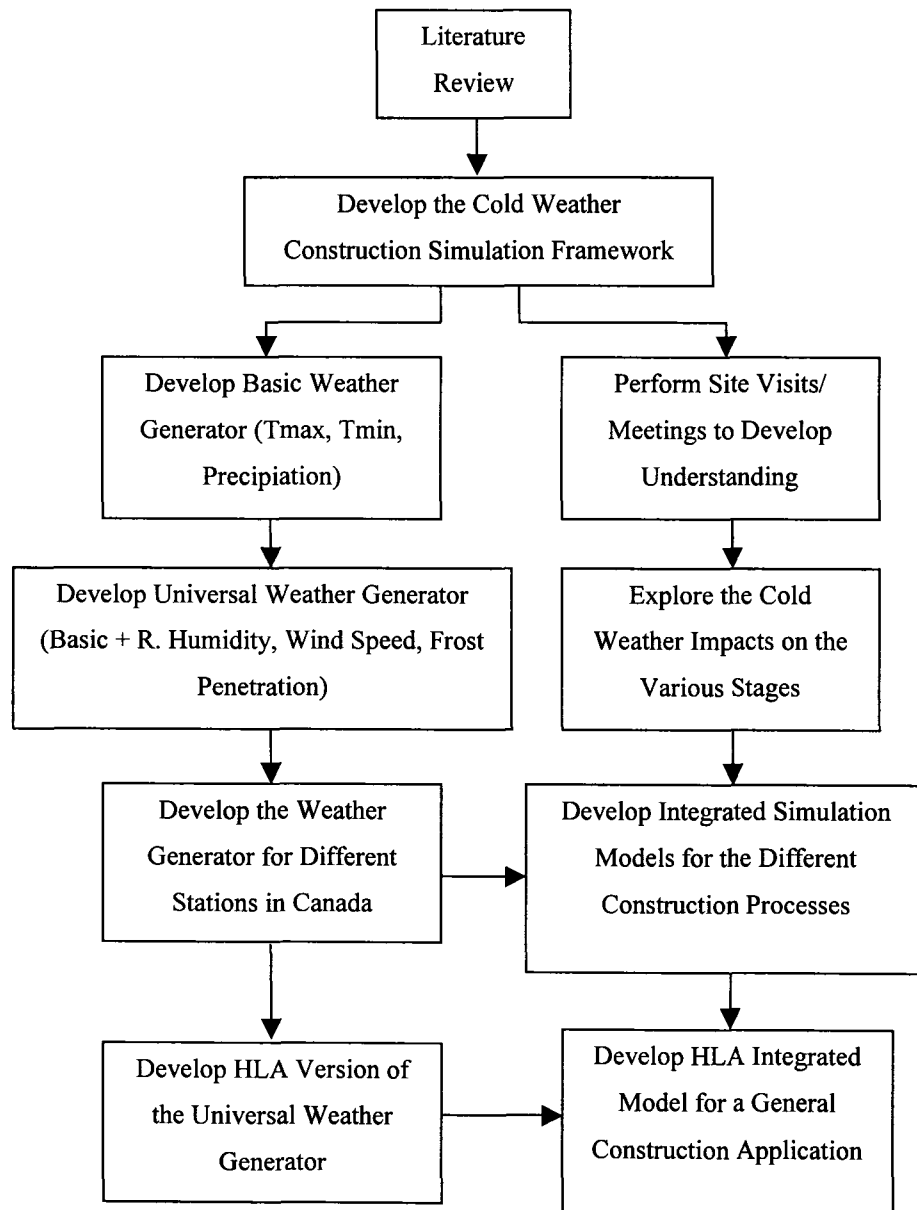 Literature
Review
Develop the Cold Weather
Construction Simulation Framework
Develop Basic Weather
Generator (Tmax, Tmin,
Precipiation)
Perform Site Visits/
Meetings to Develop
Understanding
Develop Universal Weather Generator
(Basic + R. Humidity, Wind Speed, Frost
Penetration)
Explore the Cold
Weather Impacts on the
Various Stages
Develop the Weather
Generator for Different
Stations in Canada
Develop Integrated Simulation
Models for the Different
Construction Processes
Develop HLA Version of
the Universal Weather
Generator
Develop HLA Integrated
Model for a General
Construction Application